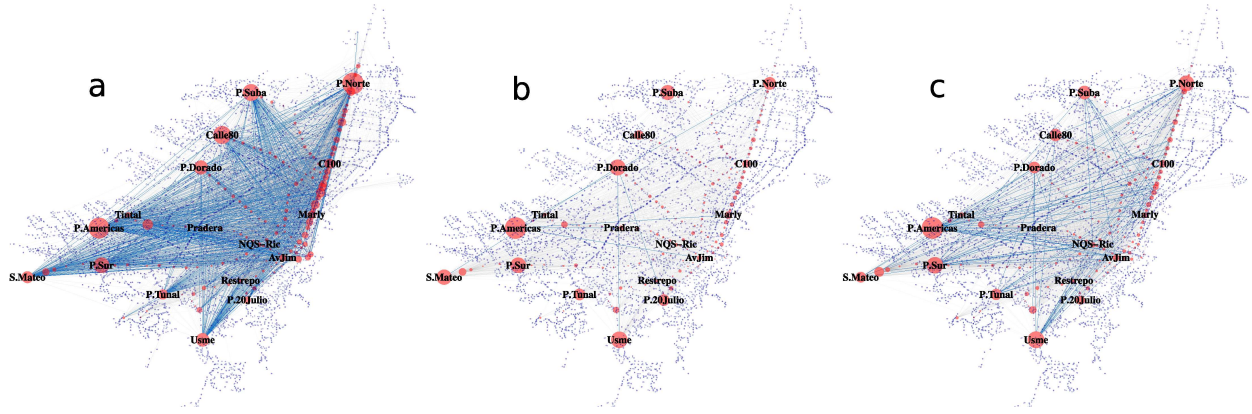 a
P.Norte
P.Suba
Calle80
P.Dorado
C100
Tintal
Marly
P.Americas
Pradera
NQS-Ric
AvJim
P.Sur
S.Mateo
Restrepo
P.Tunal
P.20Julio
Usme
b
P.Norte
P.Suba
Calle80
P.Dorado
C100
Tintal
Marly
P.Americas
Pradera
NQS-Ric
AvJim
P.Sur
S.Mateo
Restrepo
P.Tunal
P.20Julio
Usme
c
P.Norte
P.Suba
Calle80
P.Dorado
C100
Tintal
Marly
P.Americas
Pradera
NQS-Ric
AvJim
P.Sur
S.Mateo
Restrepo
P.Tunal
P.20Julio
Usme